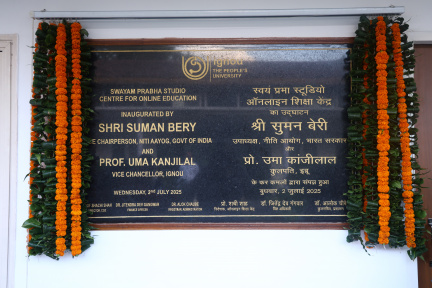 ignou
THE PEOPLE'S
UNIVERSITY
SWAYAM PRABHA STUDIO
CENTRE FOR ONLINE EDUCATION
INAUGURATED
BY
SHRI SUMAN BERY
VICE CHAIRPERSON, NITI AAYOG, GOVT OF INDIA
AND
PROF. UMA KANJILAL
VICE CHANCELLOR, IGNOU
WEDNESDAY, 2ND JULY 2025
स्वयं प्रभा स्टूडियो
ऑनलाइन शिक्षा केंद्र
का उद्घाटन
श्री सुमन बेरी
उपाध्यक्ष, नीति आयोग, भारत सरकार
और
प्रो. उमा कांजीलाल
कुलपति, इग्नू
के कर कमलों द्वारा संपन्न हुआ
बुधवार, 2 जुलाई 2025